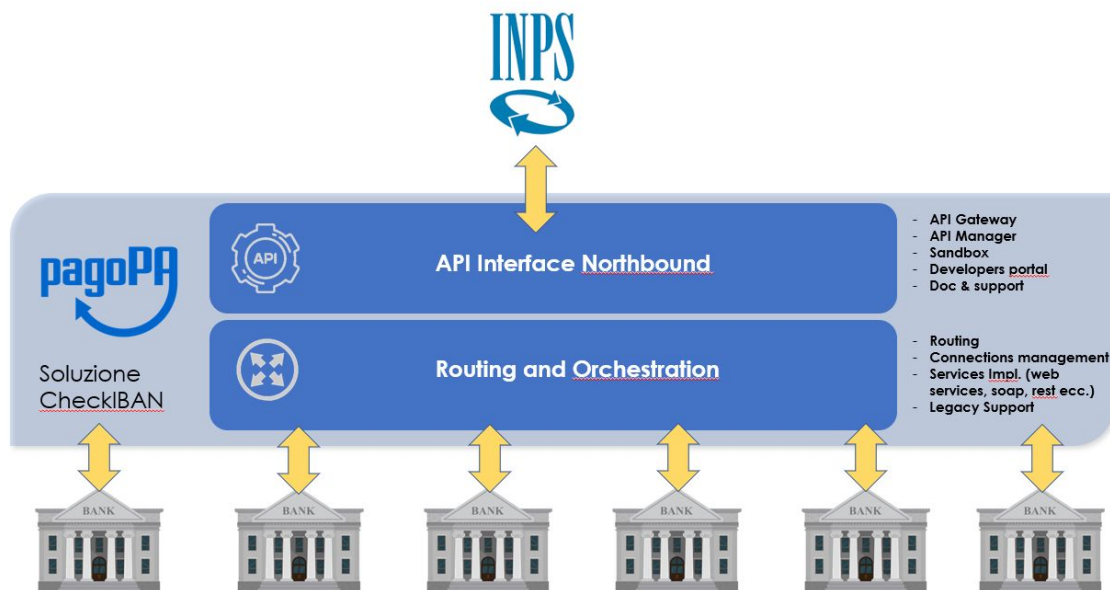 INPS
pagoPA
Soluzione
CheckIBAN
API
API Interface Northbound
- API Gateway
- API Manager
- Sandbox
- Developers portal
- Doc & support
Routing and Orchestration
- Routing
- Connections management
- Services Impl. (web
services, soap, rest ecc.)
- Legacy Support
BANK
BANK
BANK
BANK
BANK
BANK